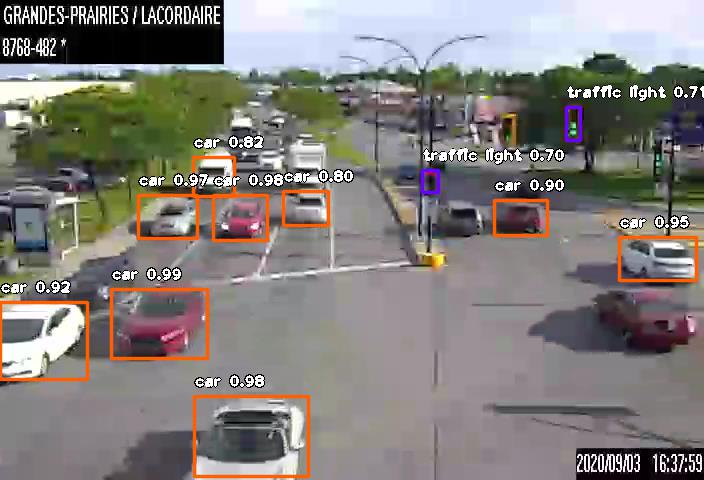 GRANDES-PRAIRIES / LACORDAIRE
8768-482 *
traffic light 0.71
car 0.82
traffic light 0.70
car 0.97
car 0.98
car 0.80
car 0.90
car 0.95
car 0.92
car 0.99
car 0.98
2020/09/03 16:37:59